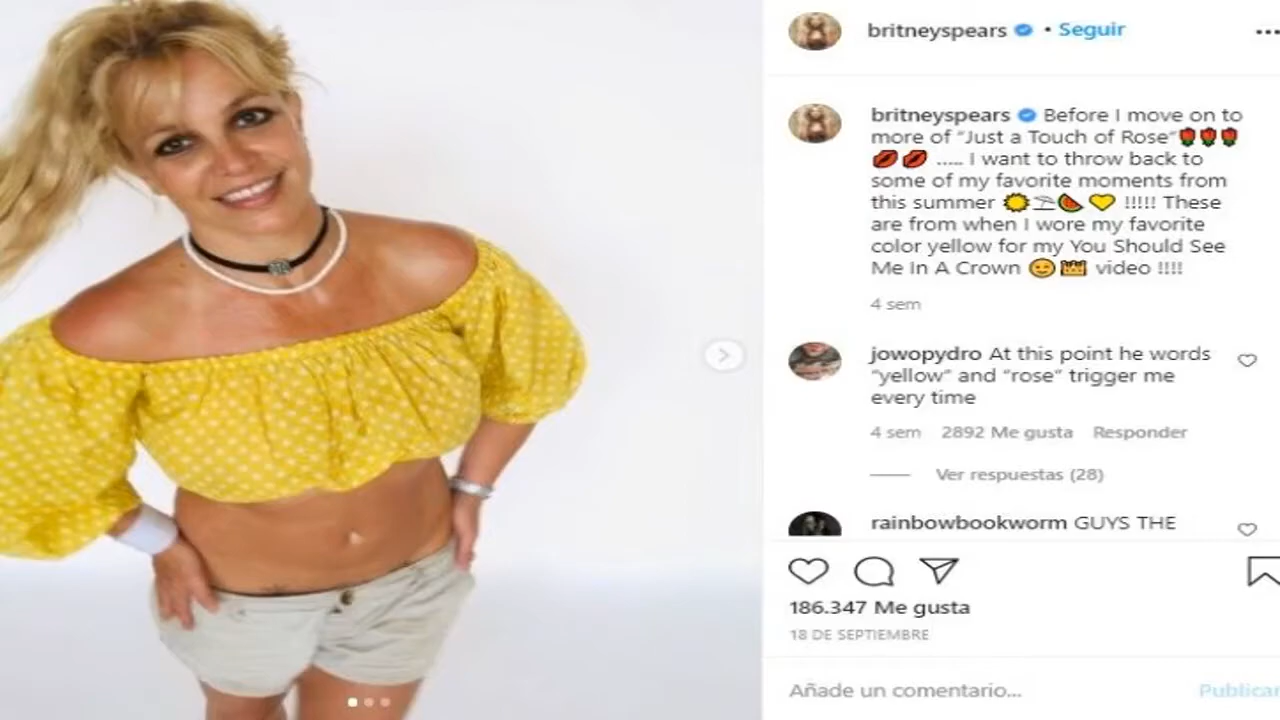 britneyspears • Seguir
britneyspears Before I move on to
more of “Just a Touch of Rose”🌹🌹🌹
💋💋 ..... I want to throw back to
some of my favorite moments from
this summer ☀️⛱🍉 💛 !!!!! These
are from when I wore my favorite
color yellow for my You Should See
Me In A Crown 😉👑 video !!!!
4 sem
jowopydro At this point he words
“yellow” and “rose” trigger me
every time
4 sem 2892 Me gusta Responder
Ver respuestas (28)
rainbowbookworm GUYS THE
186.347 Me gusta
18 DE SEPTIEMBRE
Añade un comentario...
Publicar